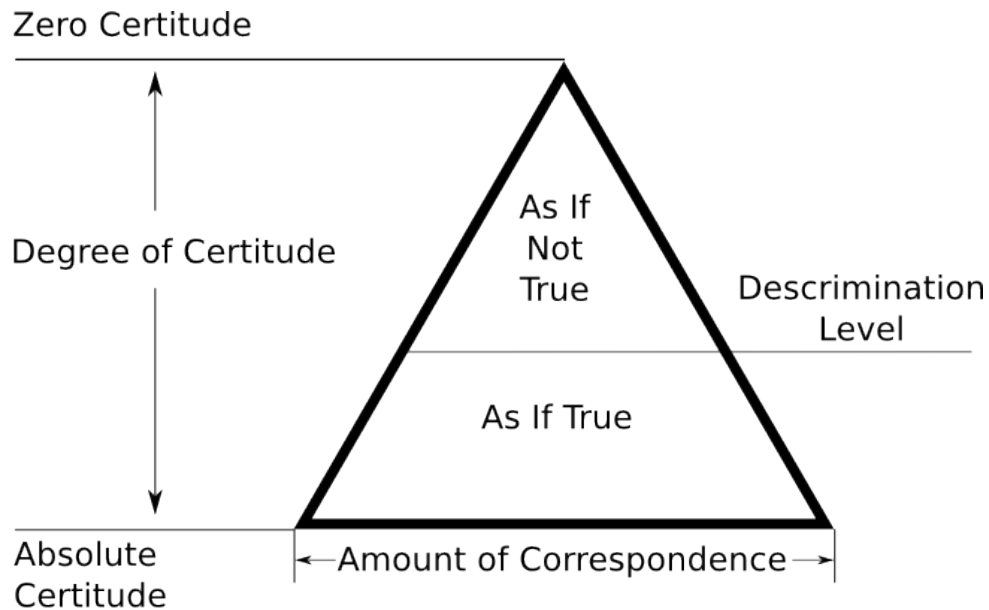 Zero Certitude
As If
Not
True
Degree of Certitude
Descrimination
Level
As If True
Absolute
Certitude
Amount of Correspondence